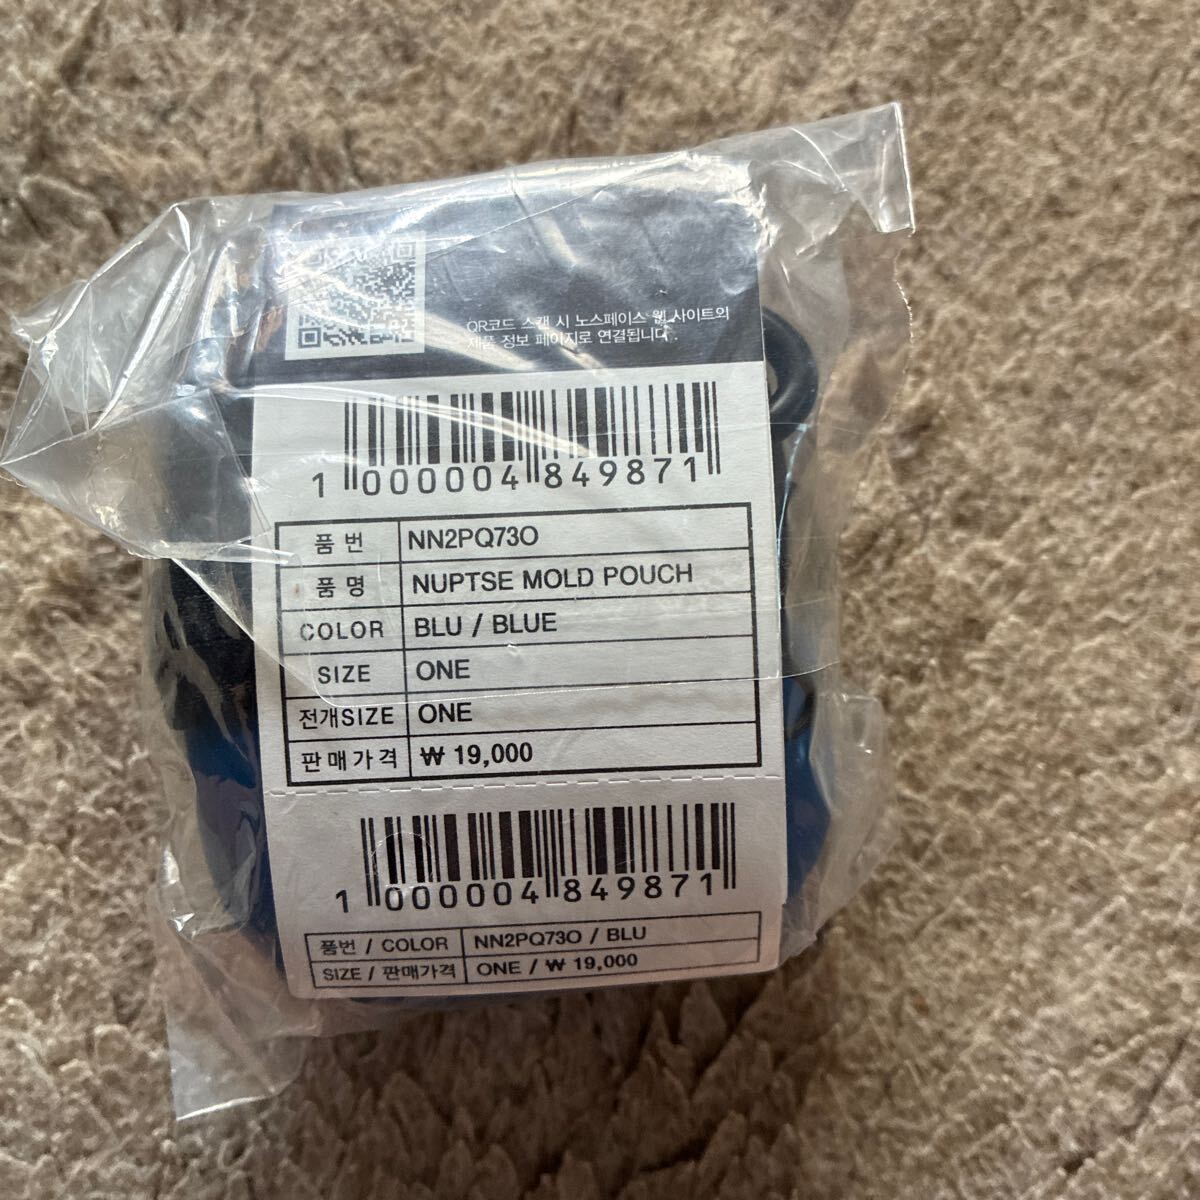 QR코드 스캔 시 노스페이스 웹 사이트의
제품 정보 페이지로 연결됩니다.
1 000004 849871
품 번 NN2PQ73O
품 명 NUPTSE MOLD POUCH
COLOR BLU / BLUE
SIZE ONE
전개SIZE ONE
판매가격 ₩ 19,000
1 000004 849871
품번 / COLOR NN2PQ73O / BLU
SIZE / 판매가격 ONE / ₩ 19,000